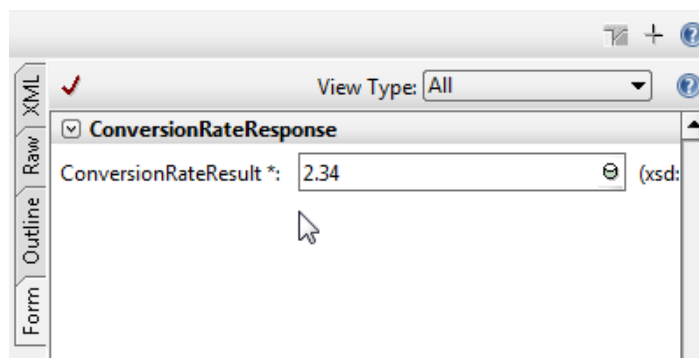 View Type: All
ConversionRateResponse
ConversionRateResult *: 2.34 (xsd:
XML
Raw
Outline
Form